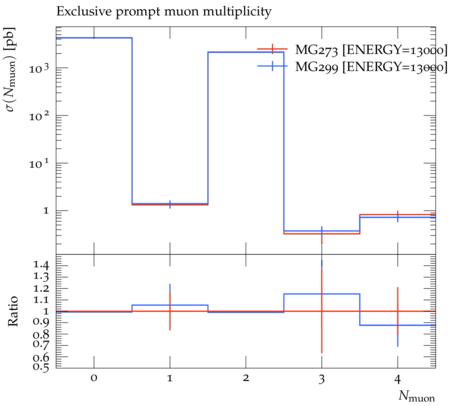 Exclusive prompt muon multiplicity
σ(Nmuon) [pb]
MG273 [ENERGY=13000]
MG299 [ENERGY=13000]
10³
10²
10¹
1
Ratio
1.4
1.3
1.2
1.1
1
0.9
0.8
0.7
0.6
0.5
0 1 2 3 4
Nmuon